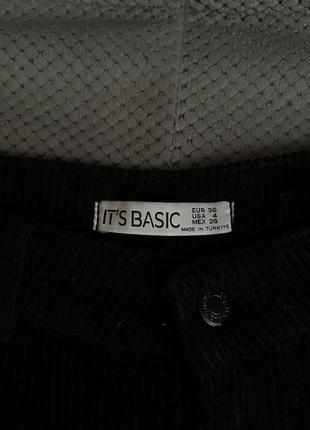 IT'S BASIC
EUR 36
USA 4
MEX 26
MADE IN TURKIYE